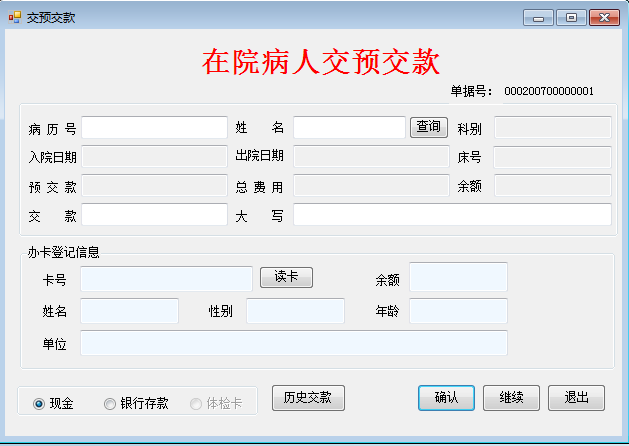 交预交款
在院病人交预交款
单据号： 000200700000001
病 历 号 姓 名 查询 科别
入院日期 出院日期 床号
预 交 款 总 费 用 余额
交 款 大 写
办卡登记信息
卡号 读卡 余额
姓名 性别 年龄
单位
现金 银行存款 体检卡 历史交款 确认 继续 退出